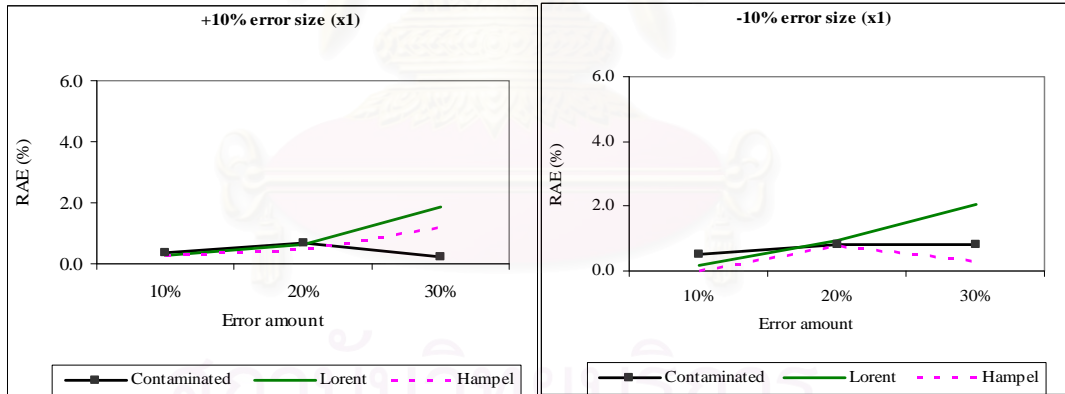 +10% error size (x1)
RAE (%)
6.0
4.0
2.0
0.0
10% 20% 30%
Error amount
Contaminated Lorent Hampel
-10% error size (x1)
RAE (%)
6.0
4.0
2.0
0.0
10% 20% 30%
Error amount
Contaminated Lorent Hampel